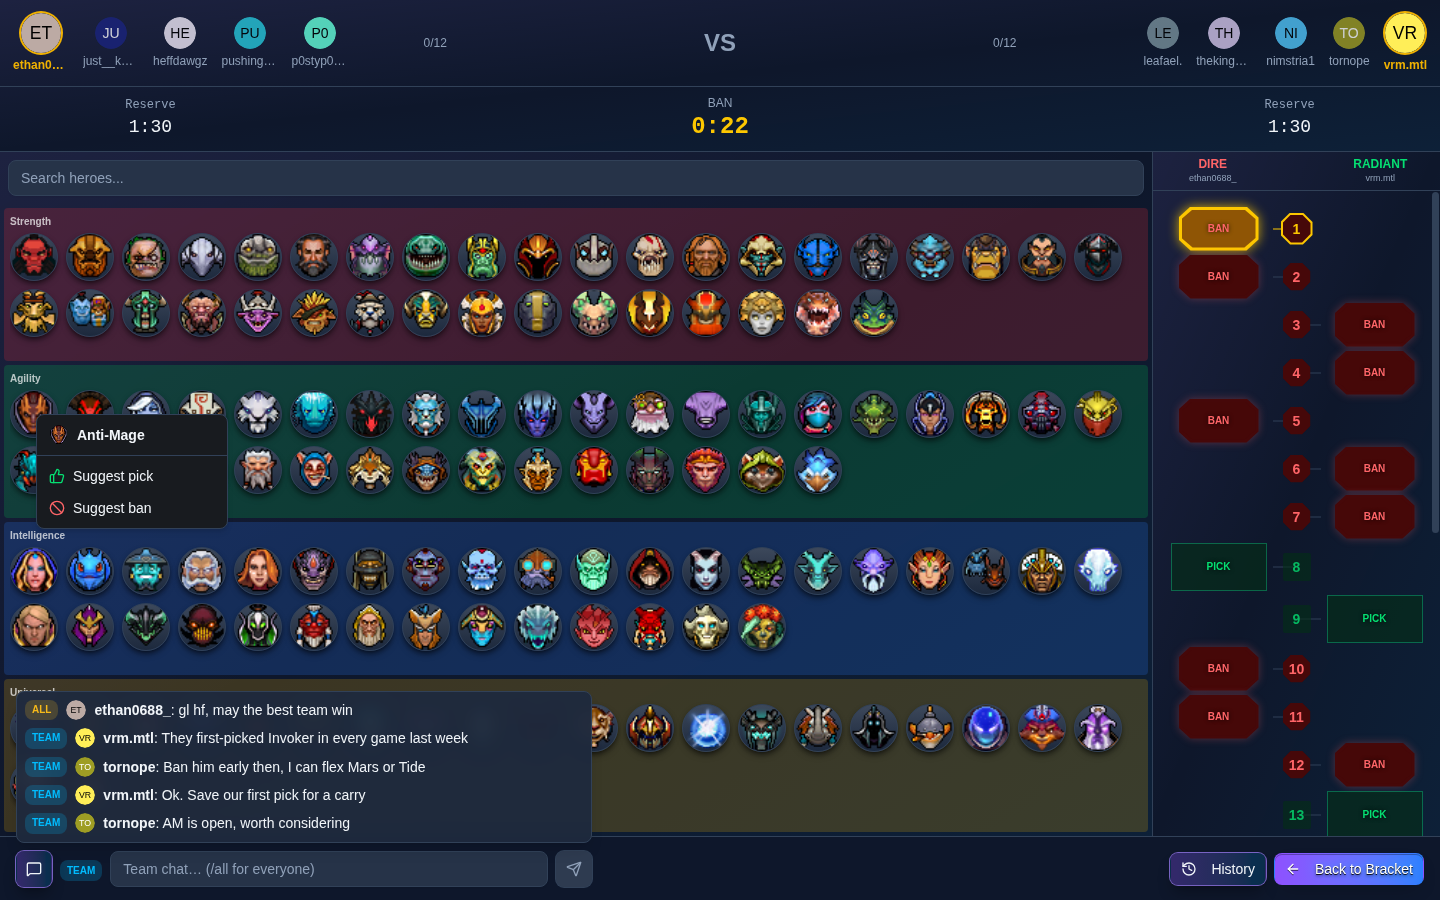 ET JU HE PU P0
ethan0… just__k… heffdawgz pushing… p0styp0…
0/12 VS 0/12
LE TH NI TO VR
leafael. theking… nimstria1 tornope vrm.mtl
Reserve
1:30
BAN
0:22
Reserve
1:30
Search heroes...
DIRE
ethan0688_
RADIANT
vrm.mtl
Strength
Agility
Anti-Mage
Suggest pick
Suggest ban
Intelligence
ALL ET ethan0688_: gl hf, may the best team win
TEAM VR vrm.mtl: They first-picked Invoker in every game last week
TEAM TO tornope: Ban him early then, I can flex Mars or Tide
TEAM VR vrm.mtl: Ok. Save our first pick for a carry
TEAM TO tornope: AM is open, worth considering
BAN 1
BAN 2
3 BAN
4 BAN
BAN 5
6 BAN
7 BAN
PICK 8
9 PICK
BAN 10
BAN 11
12 BAN
13 PICK
TEAM Team chat… (/all for everyone)
History
Back to Bracket